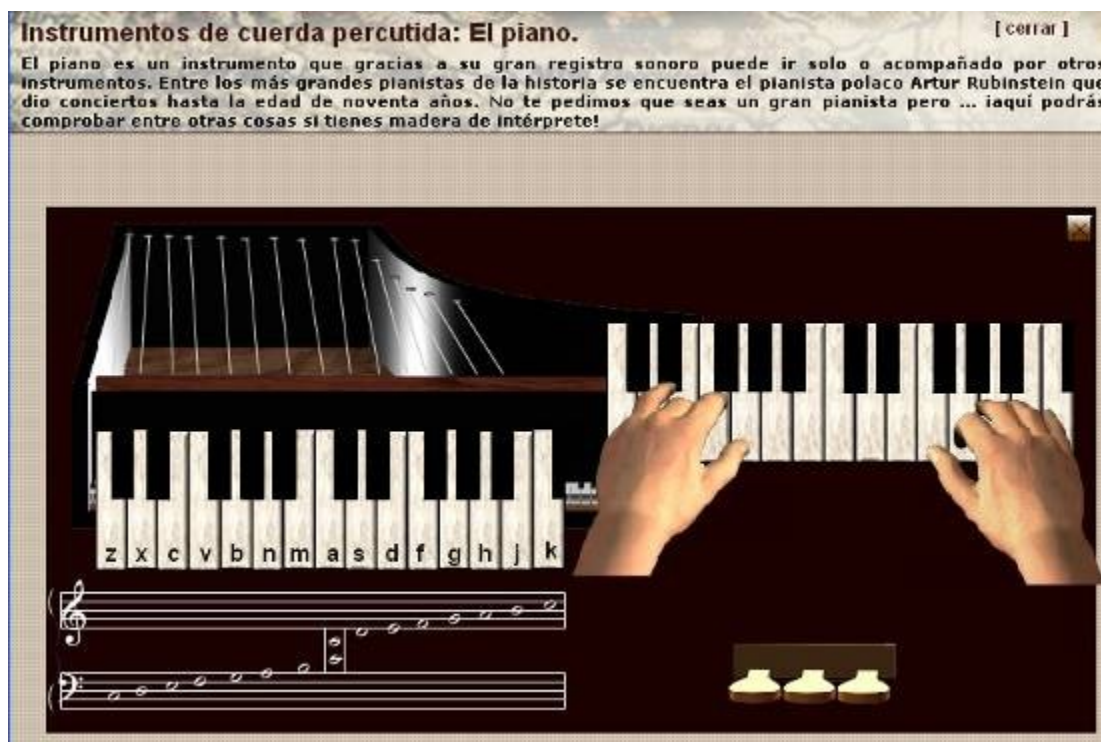 Instrumentos de cuerda percutida: El piano.
[ cerrar ]
El piano es un instrumento que gracias a su gran registro sonoro puede ir solo o acompañado por otros
instrumentos. Entre los más grandes pianistas de la historia se encuentra el pianista polaco Artur Rubinstein que
dio conciertos hasta la edad de noventa años. No te pedimos que seas un gran pianista pero ... ¡aquí podrás
comprobar entre otras cosas si tienes madera de intérprete!
z x c v b n m a s d f g h j k